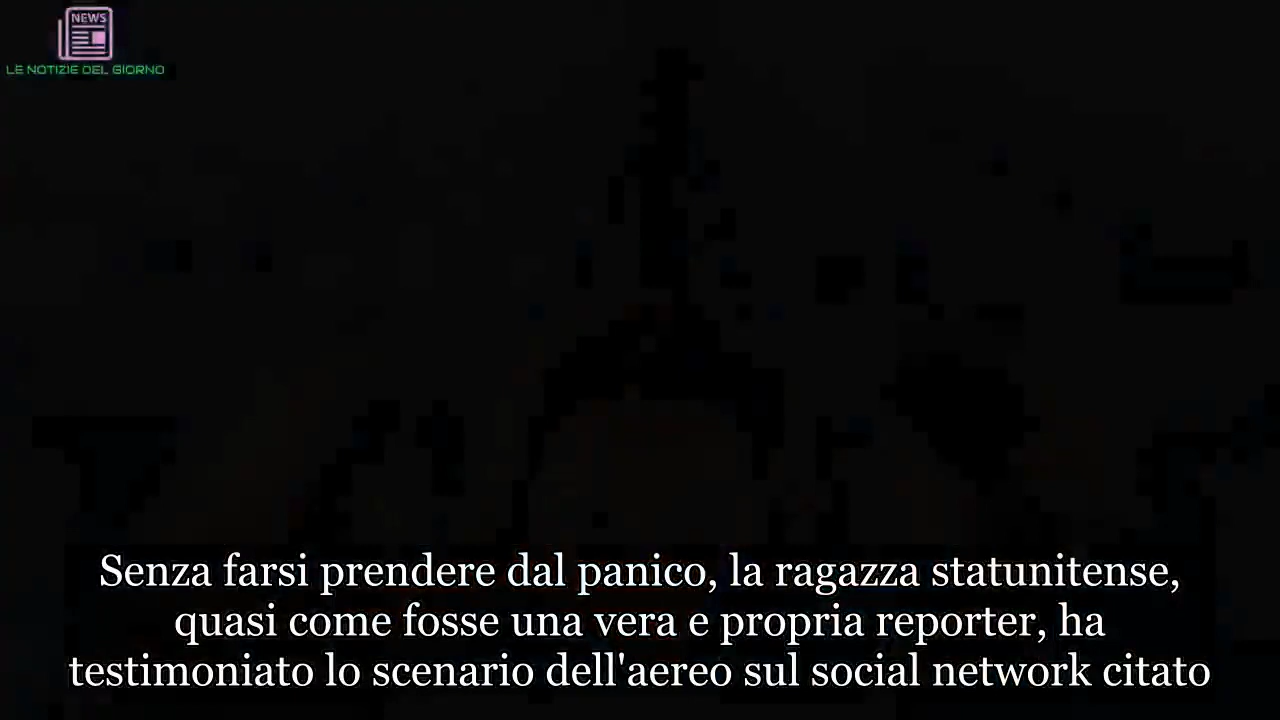 NEWS
LE NOTIZIE DEL GIORNO
Senza farsi prendere dal panico, la ragazza statunitense,
quasi come fosse una vera e propria reporter, ha
testimoniato lo scenario dell'aereo sul social network citato